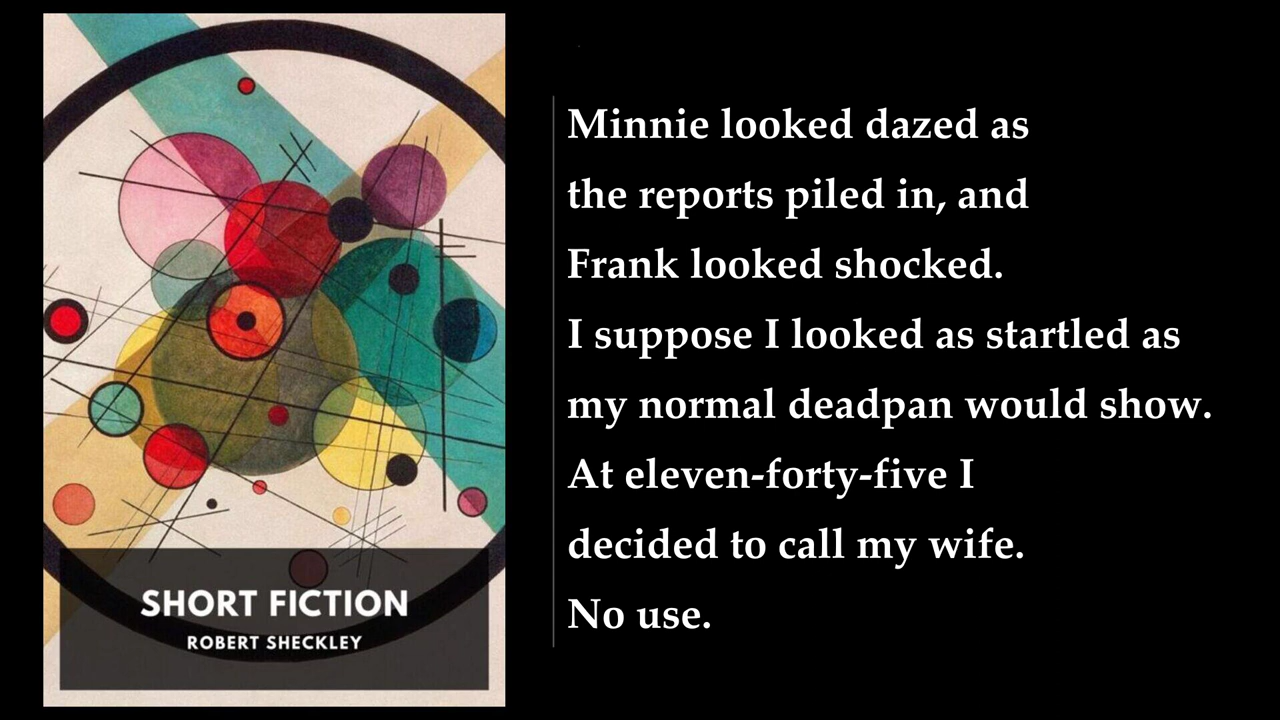 SHORT FICTION
ROBERT SHECKLEY
Minnie looked dazed as
the reports piled in, and
Frank looked shocked.
I suppose I looked as startled as
my normal deadpan would show.
At eleven-forty-five I
decided to call my wife.
No use.